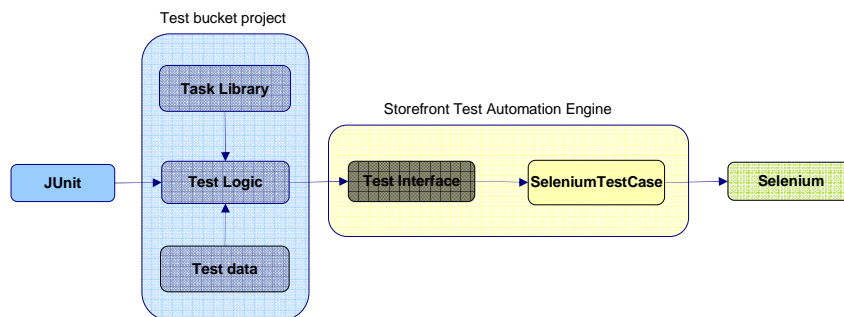 Test bucket project
Task Library
Storefront Test Automation Engine
JUnit
Test Logic
Test Interface
SeleniumTestCase
Selenium
Test data